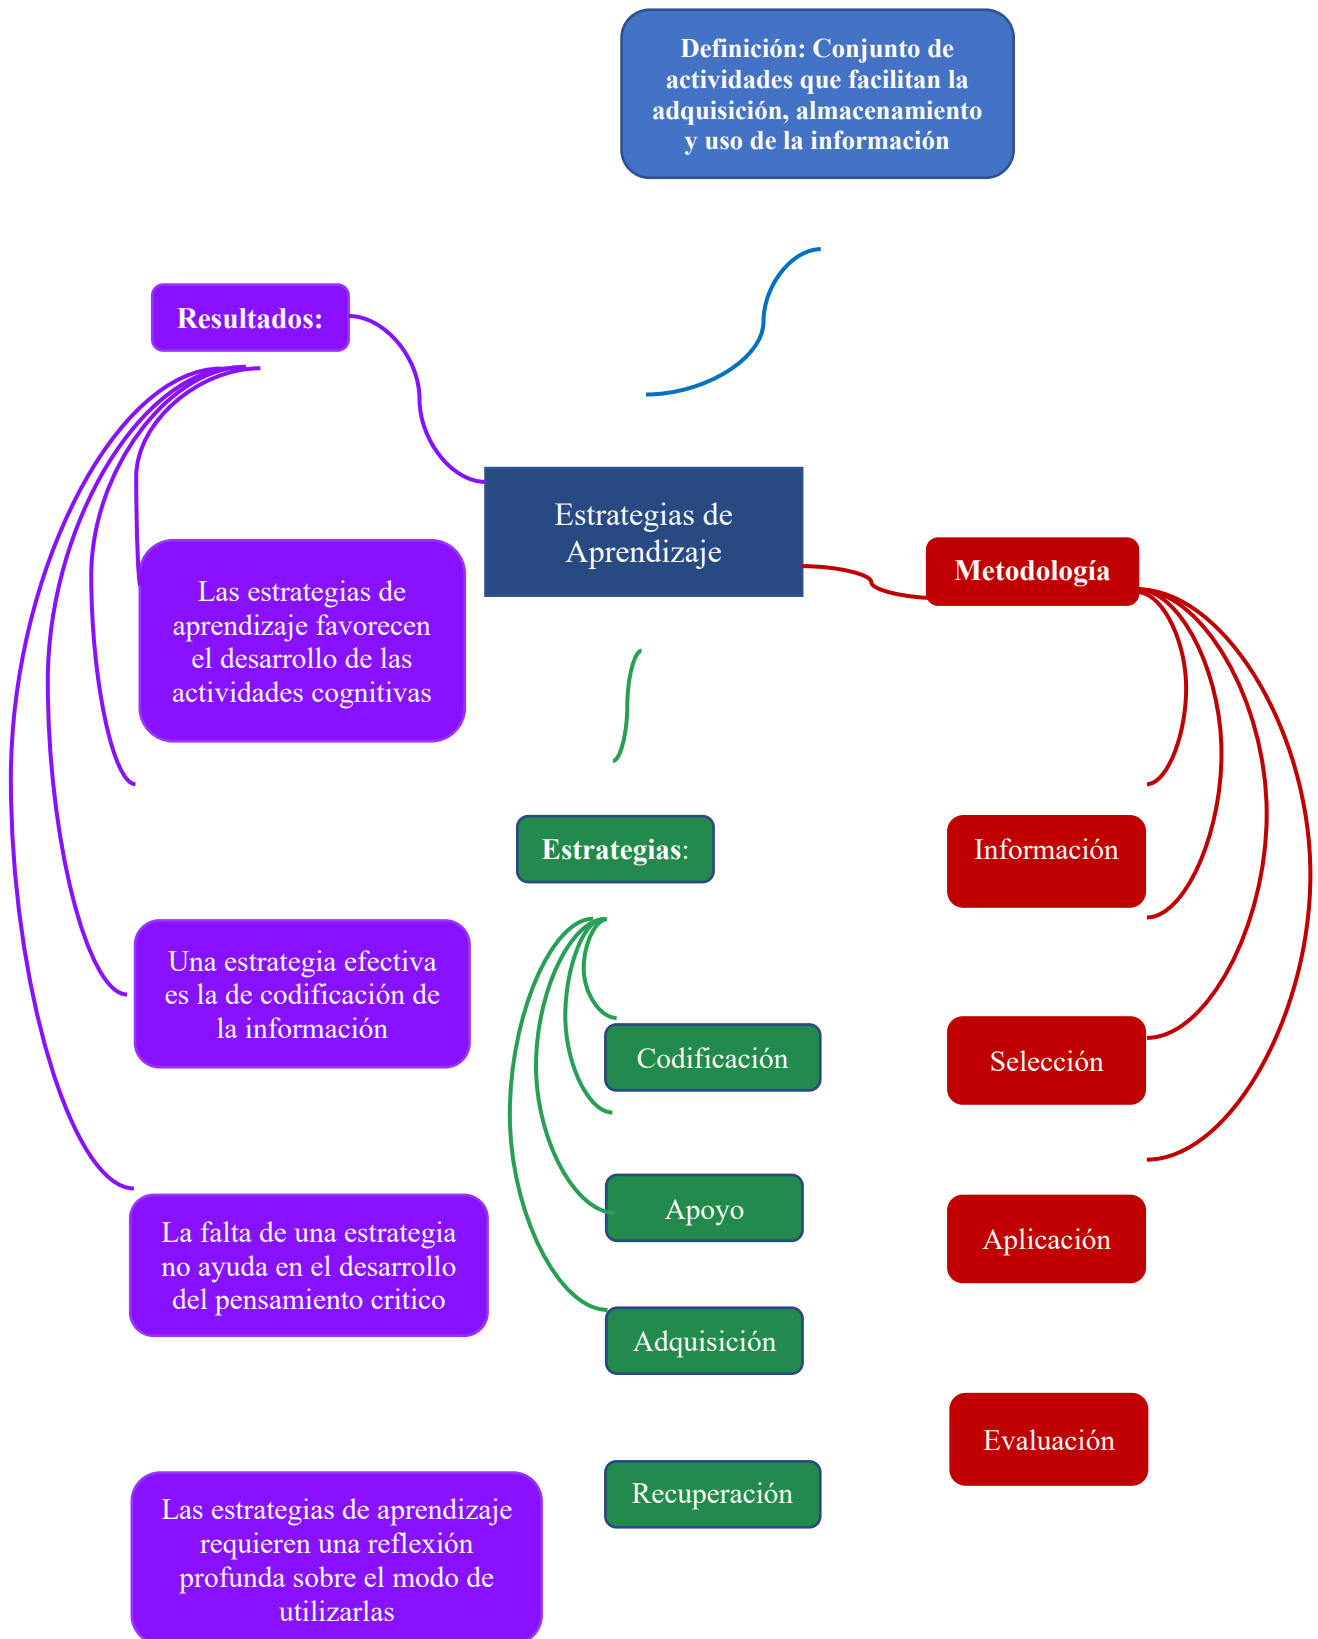 Definición: Conjunto de
actividades que facilitan la
adquisición, almacenamiento
y uso de la información
Resultados:
Estrategias de
Aprendizaje
Metodología
Las estrategias de
aprendizaje favorecen
el desarrollo de las
actividades cognitivas
Estrategias:
Información
Una estrategia efectiva
es la de codificación de
la información
Codificación
Selección
Apoyo
La falta de una estrategia
no ayuda en el desarrollo
del pensamiento critico
Aplicación
Adquisición
Evaluación
Recuperación
Las estrategias de aprendizaje
requieren una reflexión
profunda sobre el modo de
utilizarlas